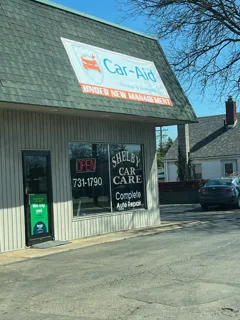 Car-Aid
UNDER NEW MANAGEMENT
OPEN
731-1790
SHELBY
CAR
CARE
Complete
Auto Repair